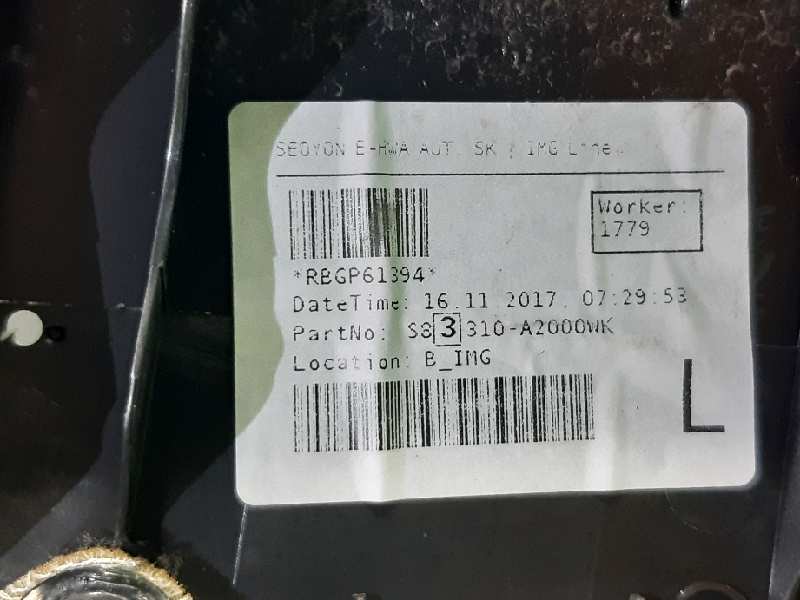 SEOYON E-HWA AUT. SK / IMG Line
Worker:
1779
*RBGP61394*
DateTime: 16.11.2017. 07:29:53
PartNo: S83310-A2000WK
Location: B_IMG
L